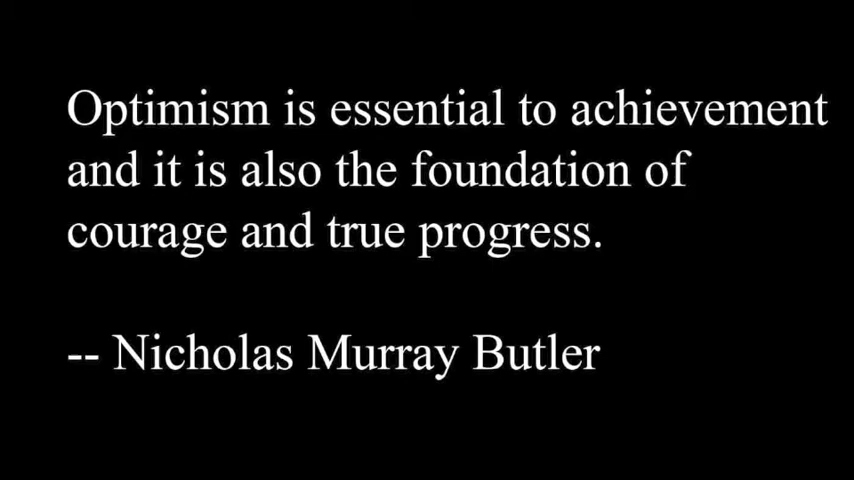 Optimism is essential to achievement
and it is also the foundation of
courage and true progress.
-- Nicholas Murray Butler